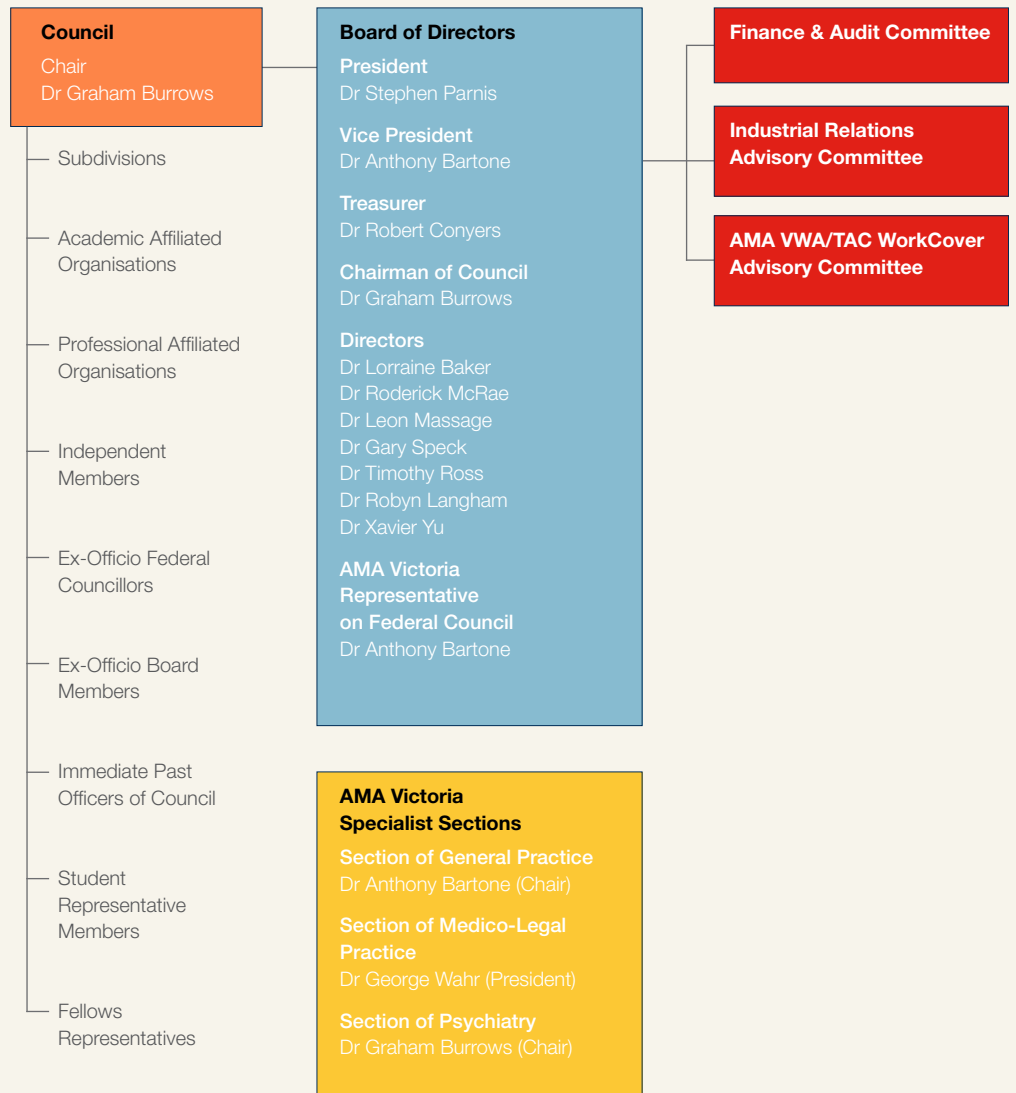 Council
Chair
Dr Graham Burrows
Subdivisions
Academic Affiliated
Organisations
Professional Affiliated
Organisations
Independent
Members
Ex-Officio Federal
Councillors
Ex-Officio Board
Members
Immediate Past
Officers of Council
Student
Representative
Members
Fellows
Representatives
Board of Directors
President
Dr Stephen Parnis
Vice President
Dr Anthony Bartone
Treasurer
Dr Robert Conyers
Chairman of Council
Dr Graham Burrows
Directors
Dr Lorraine Baker
Dr Roderick McRae
Dr Leon Massage
Dr Gary Speck
Dr Timothy Ross
Dr Robyn Langham
Dr Xavier Yu
AMA Victoria
Representative
on Federal Council
Dr Anthony Bartone
AMA Victoria
Specialist Sections
Section of General Practice
Dr Anthony Bartone (Chair)
Section of Medico-Legal
Practice
Dr George Wahr (President)
Section of Psychiatry
Dr Graham Burrows (Chair)
Finance & Audit Committee
Industrial Relations
Advisory Committee
AMA VWA/TAC WorkCover
Advisory Committee